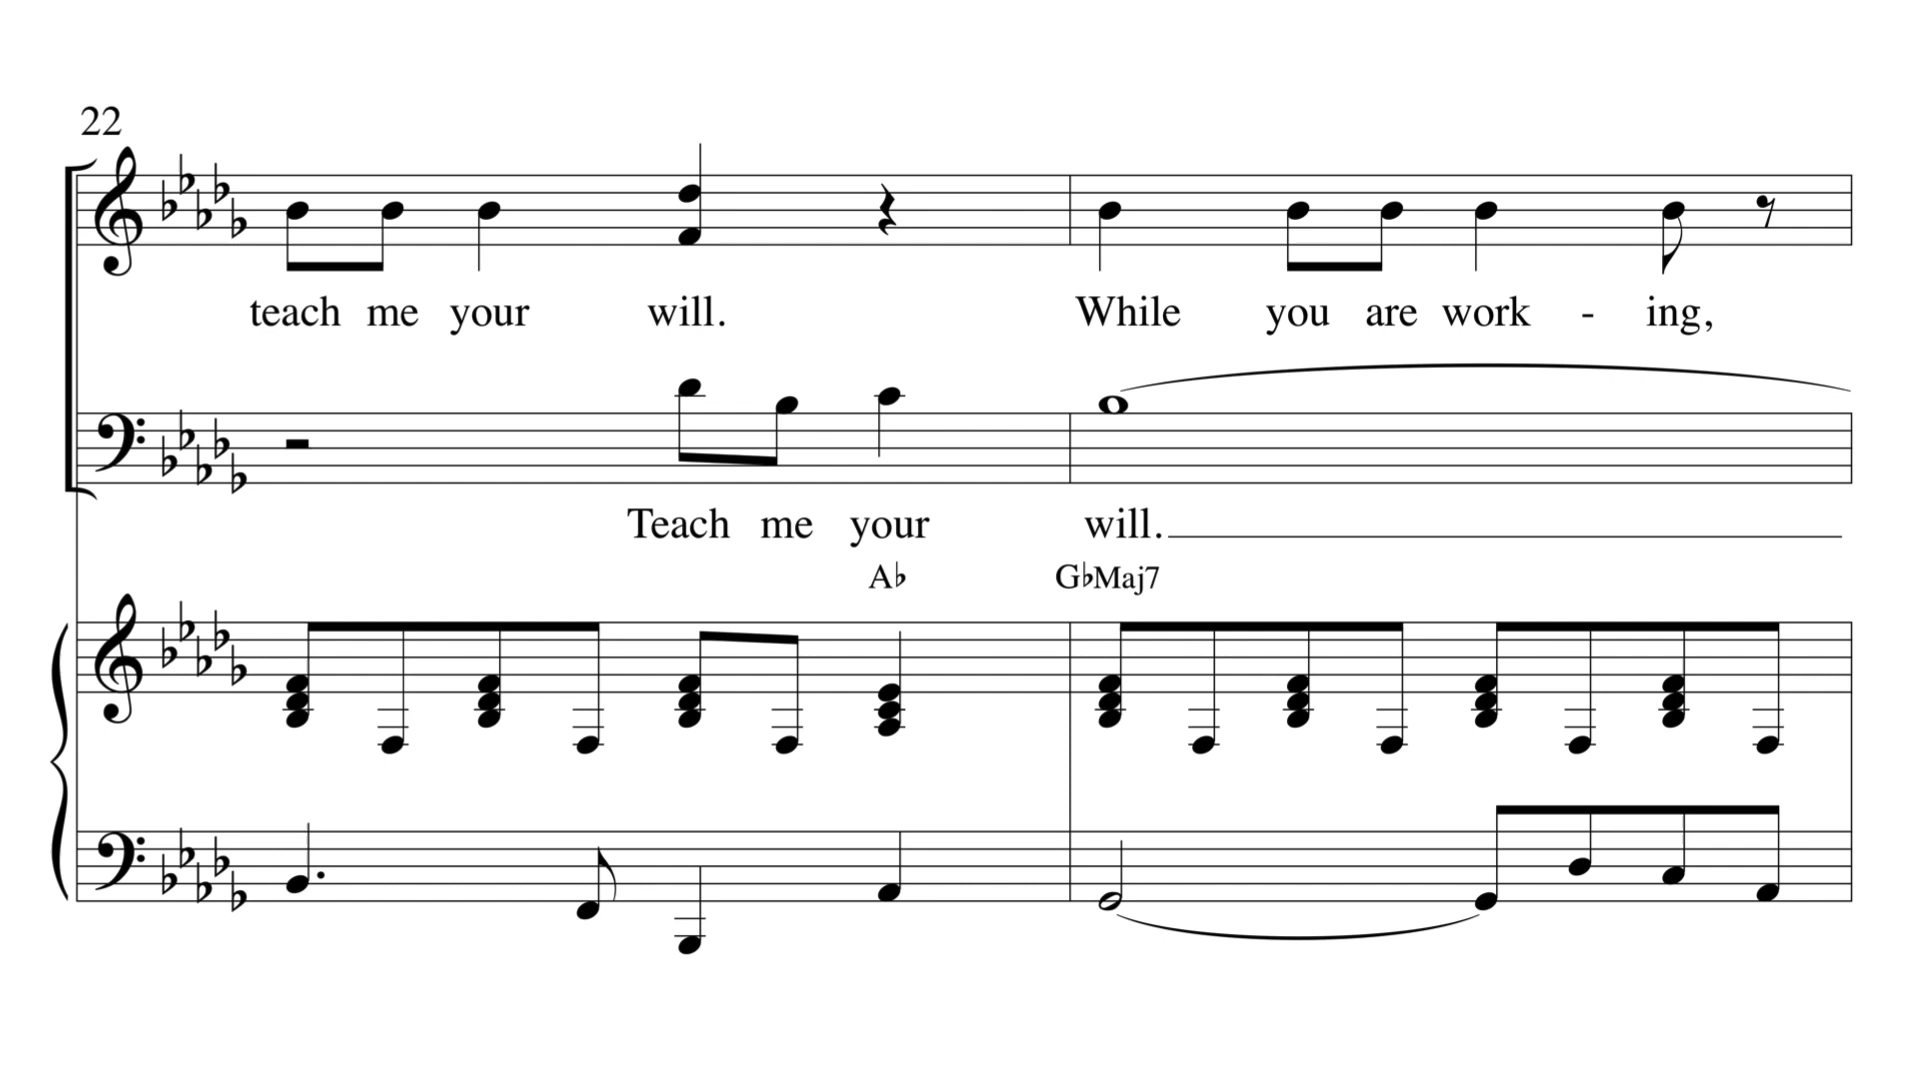 22
teach me your will. While you are work - ing,
Teach me your will.
A♭ G♭Maj7